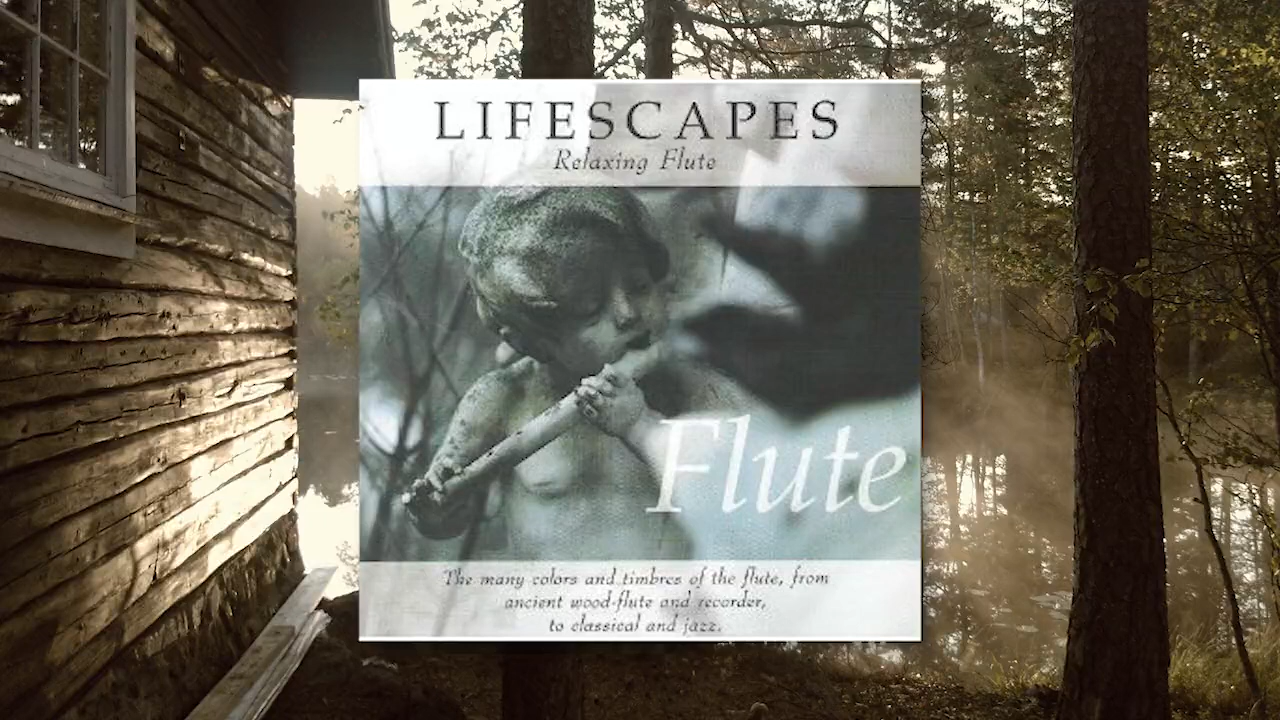 LIFESCAPES
Relaxing Flute
Flute
The many colors and timbres of the flute, from
ancient wood-flute and recorder,
to classical and jazz.